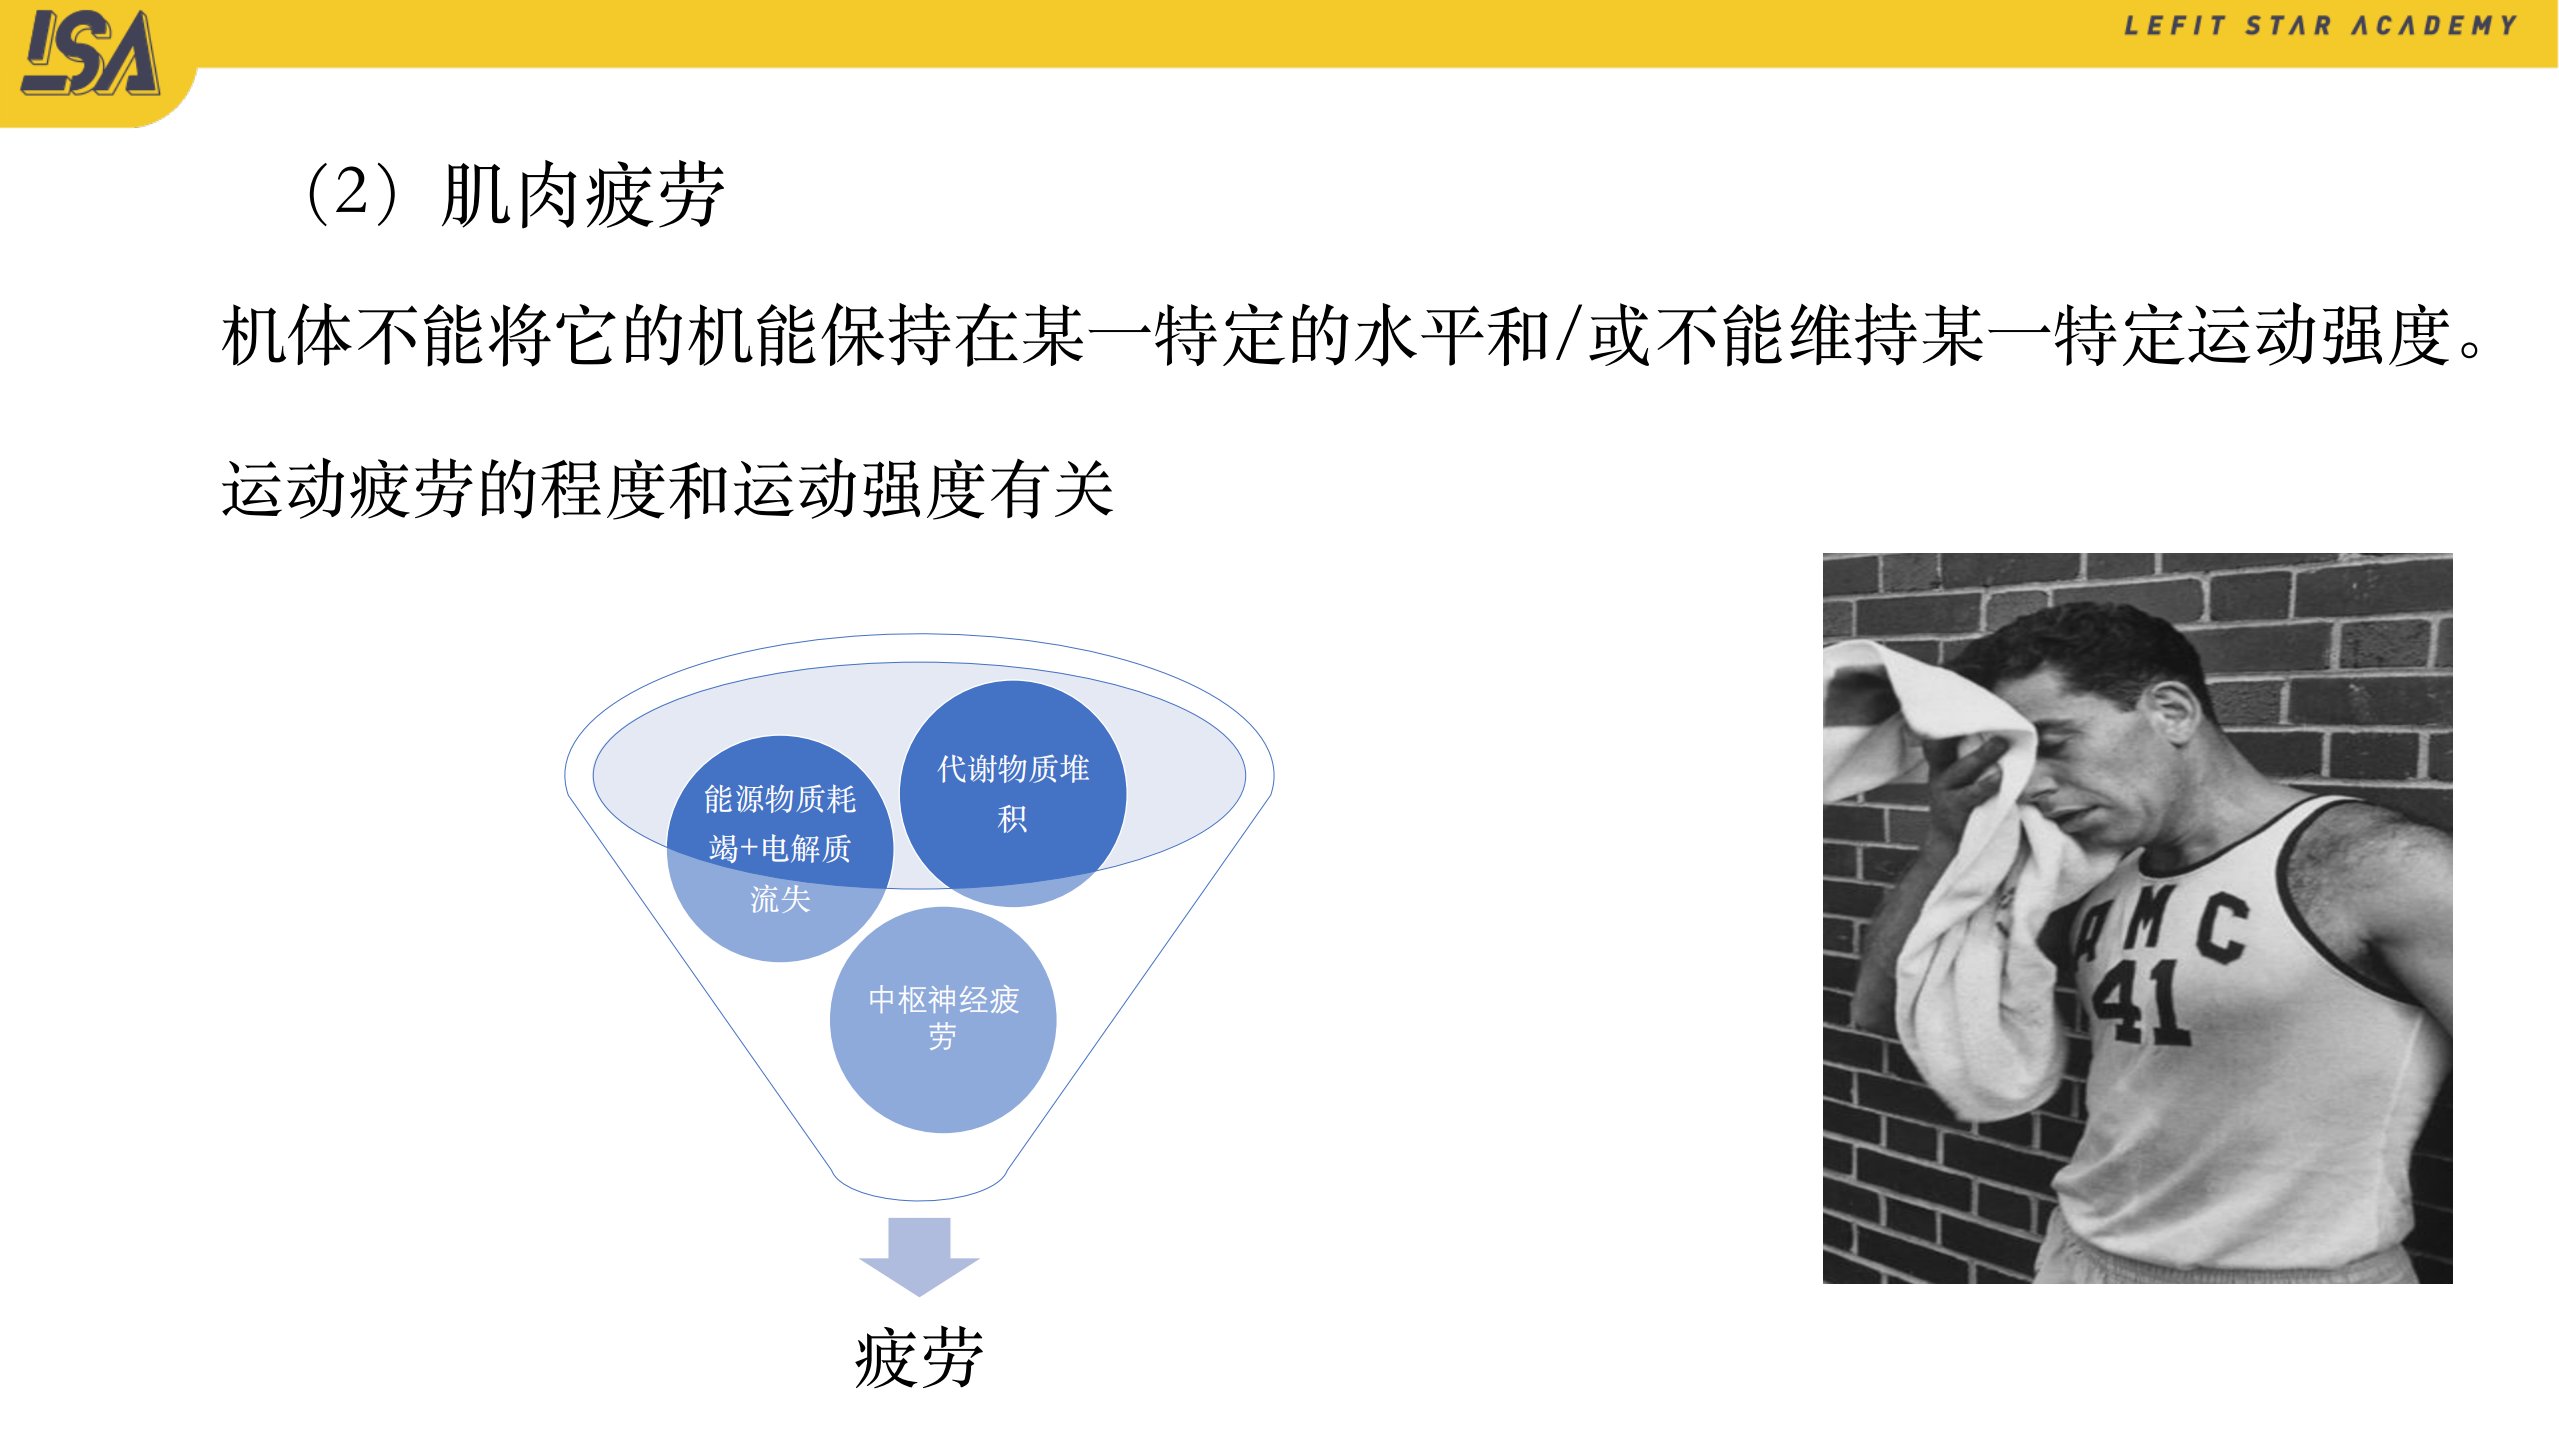 LSA
LEFIT STAR ACADEMY
（2）肌肉疲劳
机体不能将它的机能保持在某一特定的水平和/或不能维持某一特定运动强度。
运动疲劳的程度和运动强度有关
能源物质耗
竭+电解质
流失
代谢物质堆
积
中枢神经疲
劳
疲劳
AMC
41